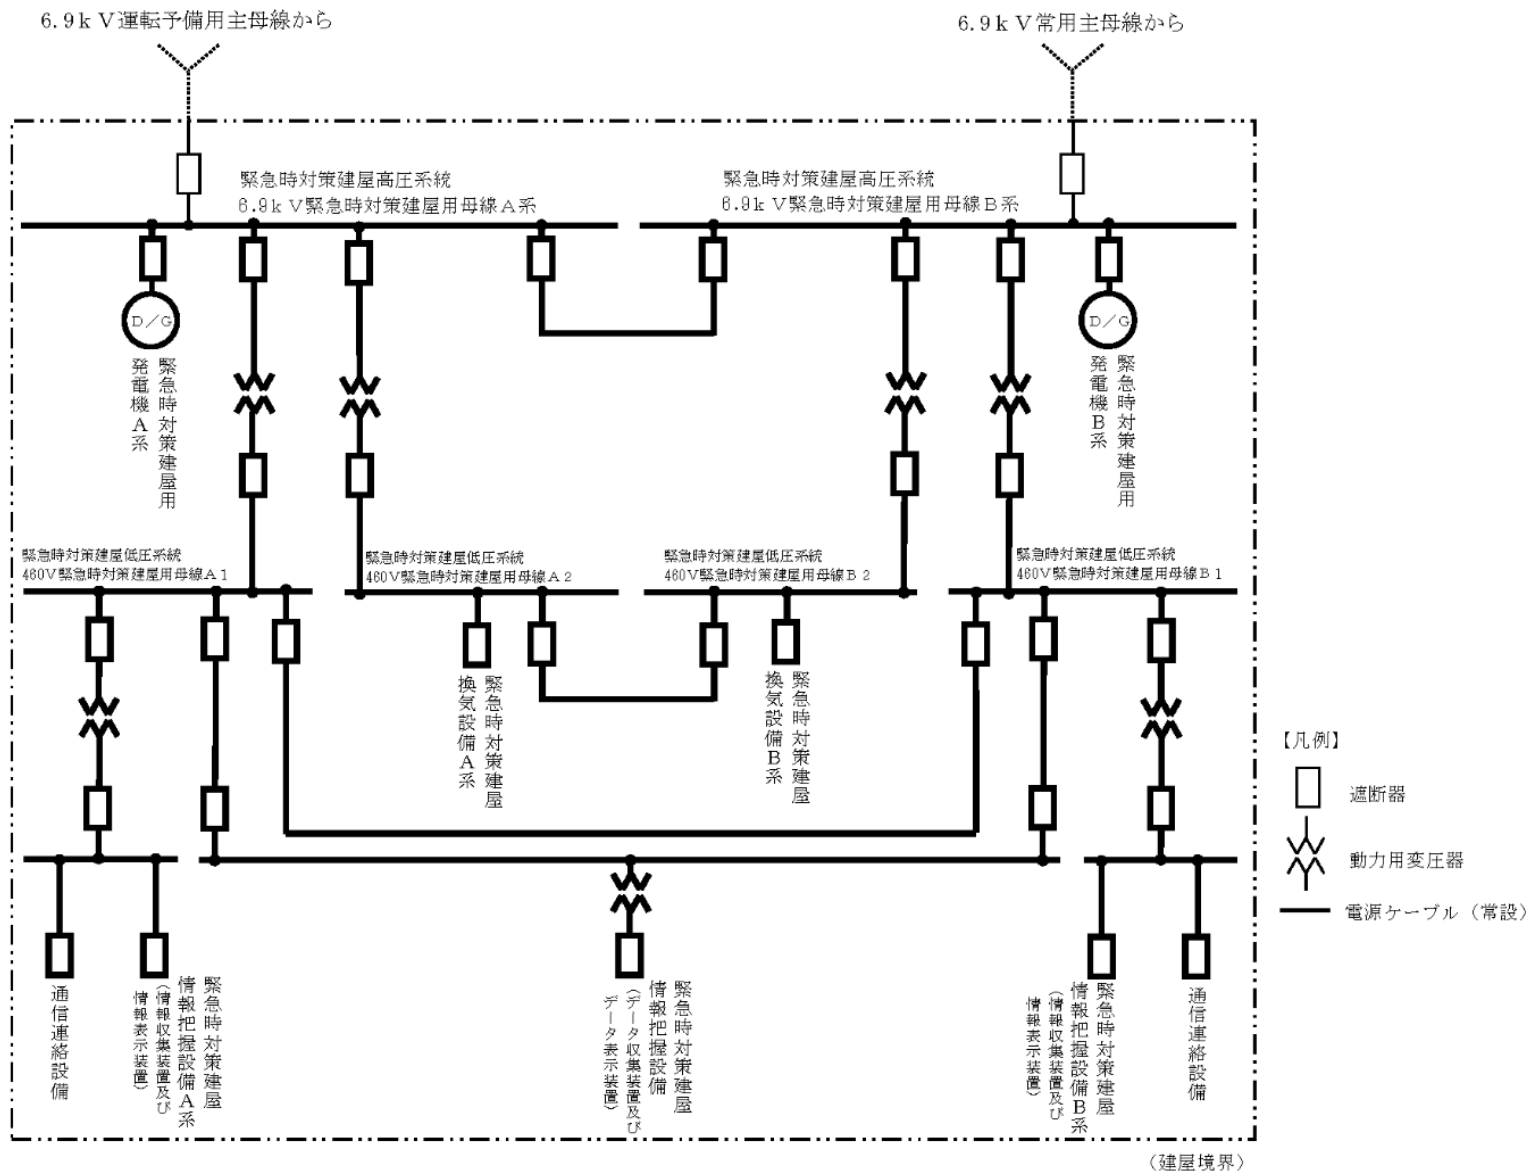 6.9kV運転予備用主母線から
6.9kV常用主母線から
緊急時対策建屋高圧系統
6.9kV緊急時対策建屋用母線A系
緊急時対策建屋高圧系統
6.9kV緊急時対策建屋用母線B系
D/G
緊急時対策建屋用
発電機A系
D/G
緊急時対策建屋用
発電機B系
緊急時対策建屋低圧系統
460V緊急時対策建屋用母線A1
緊急時対策建屋低圧系統
460V緊急時対策建屋用母線A2
緊急時対策建屋低圧系統
460V緊急時対策建屋用母線B2
緊急時対策建屋低圧系統
460V緊急時対策建屋用母線B1
緊急時対策建屋
換気設備A系
緊急時対策建屋
換気設備B系
【凡例】
遮断器
動力用変圧器
電源ケーブル(常設)
通信連絡設備
緊急時対策建屋
情報把握設備A系
(情報収集装置及び
情報表示装置)
緊急時対策建屋
情報把握設備
(データ収集装置及び
データ表示装置)
緊急時対策建屋
情報把握設備B系
(情報収集装置及び
情報表示装置)
通信連絡設備
(建屋境界)